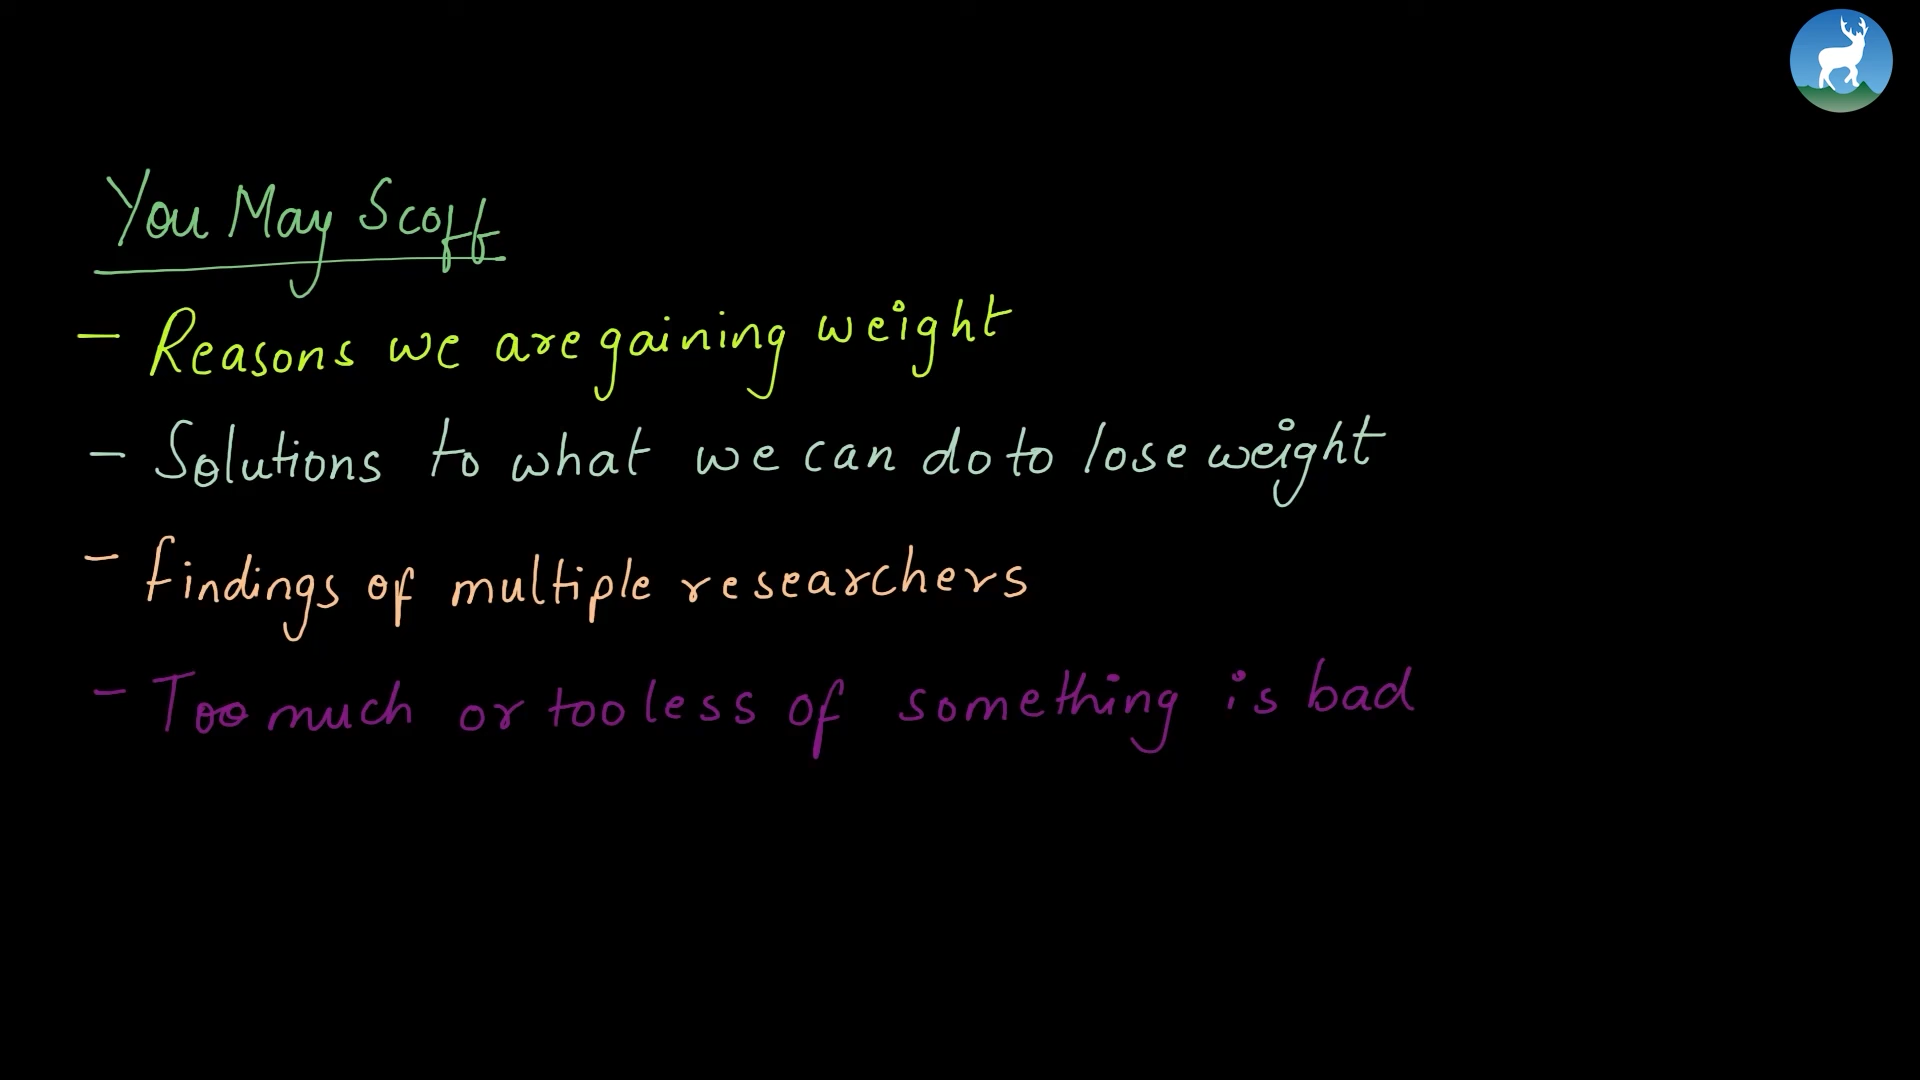 You May Scoff
- Reasons we are gaining weight
- Solutions to what we can do to lose weight
- findings of multiple researchers
- Too much or too less of something is bad